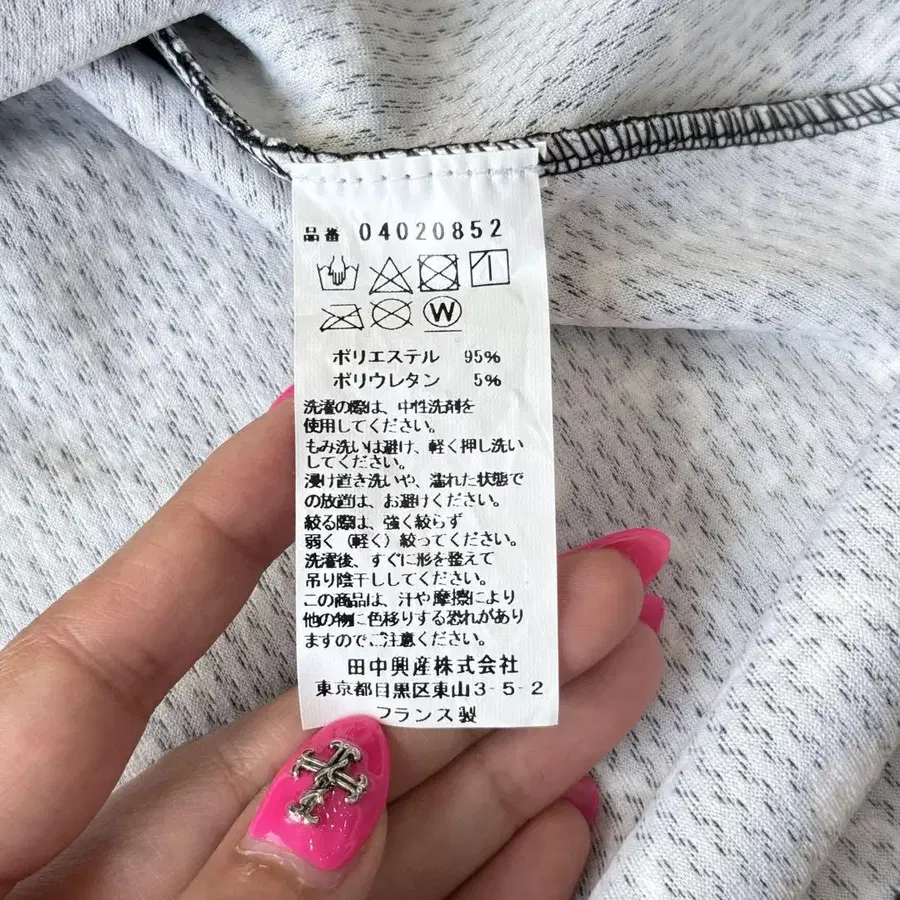 品番 04020852
W
ポリエステル 95%
ポリウレタン 5%
洗濯の際は、中性洗剤を
使用してください。
もみ洗いは避け、軽く押し洗い
してください。
浸け置き洗いや、濡れた状態で
の放置は、お避けください。
絞る際は、強く絞らず
弱く（軽く）絞ってください。
洗濯後、すぐに形を整えて
吊り陰干ししてください。
この商品は、汗や摩擦により
他の物に色移りする恐れがあり
ますのでご注意ください。
田中興産株式会社
東京都目黒区東山3-5-2
フランス製